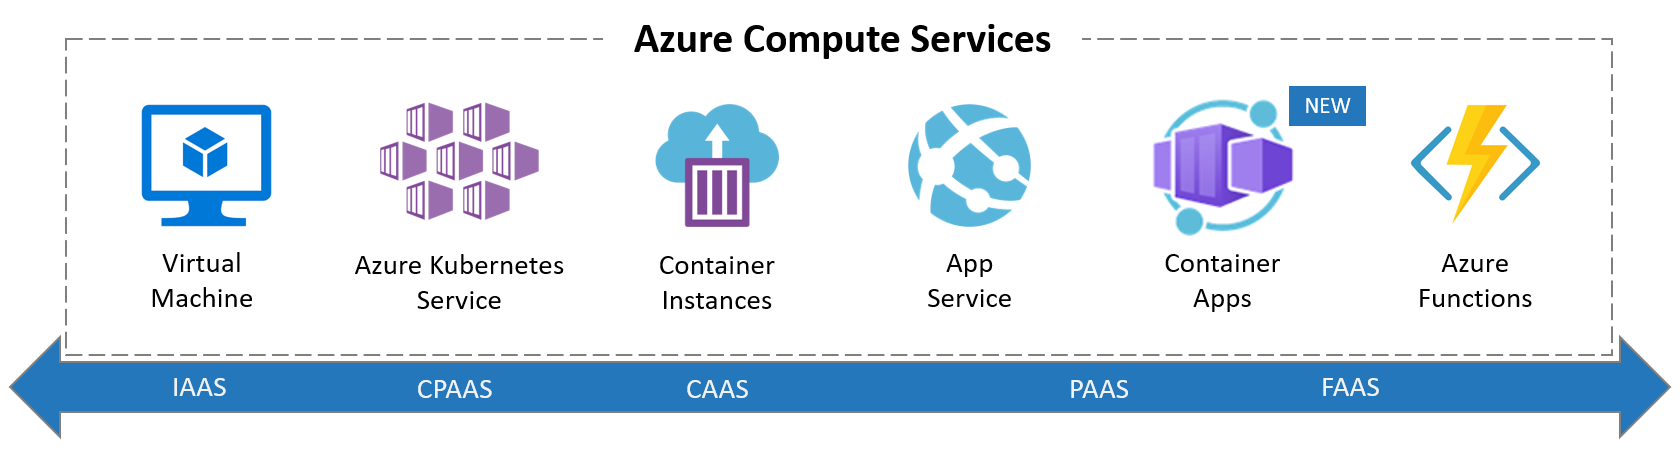 Azure Compute Services
NEW
Virtual
Machine
Azure Kubernetes
Service
Container
Instances
App
Service
Container
Apps
Azure
Functions
IAAS
CPAAS
CAAS
PAAS
FAAS